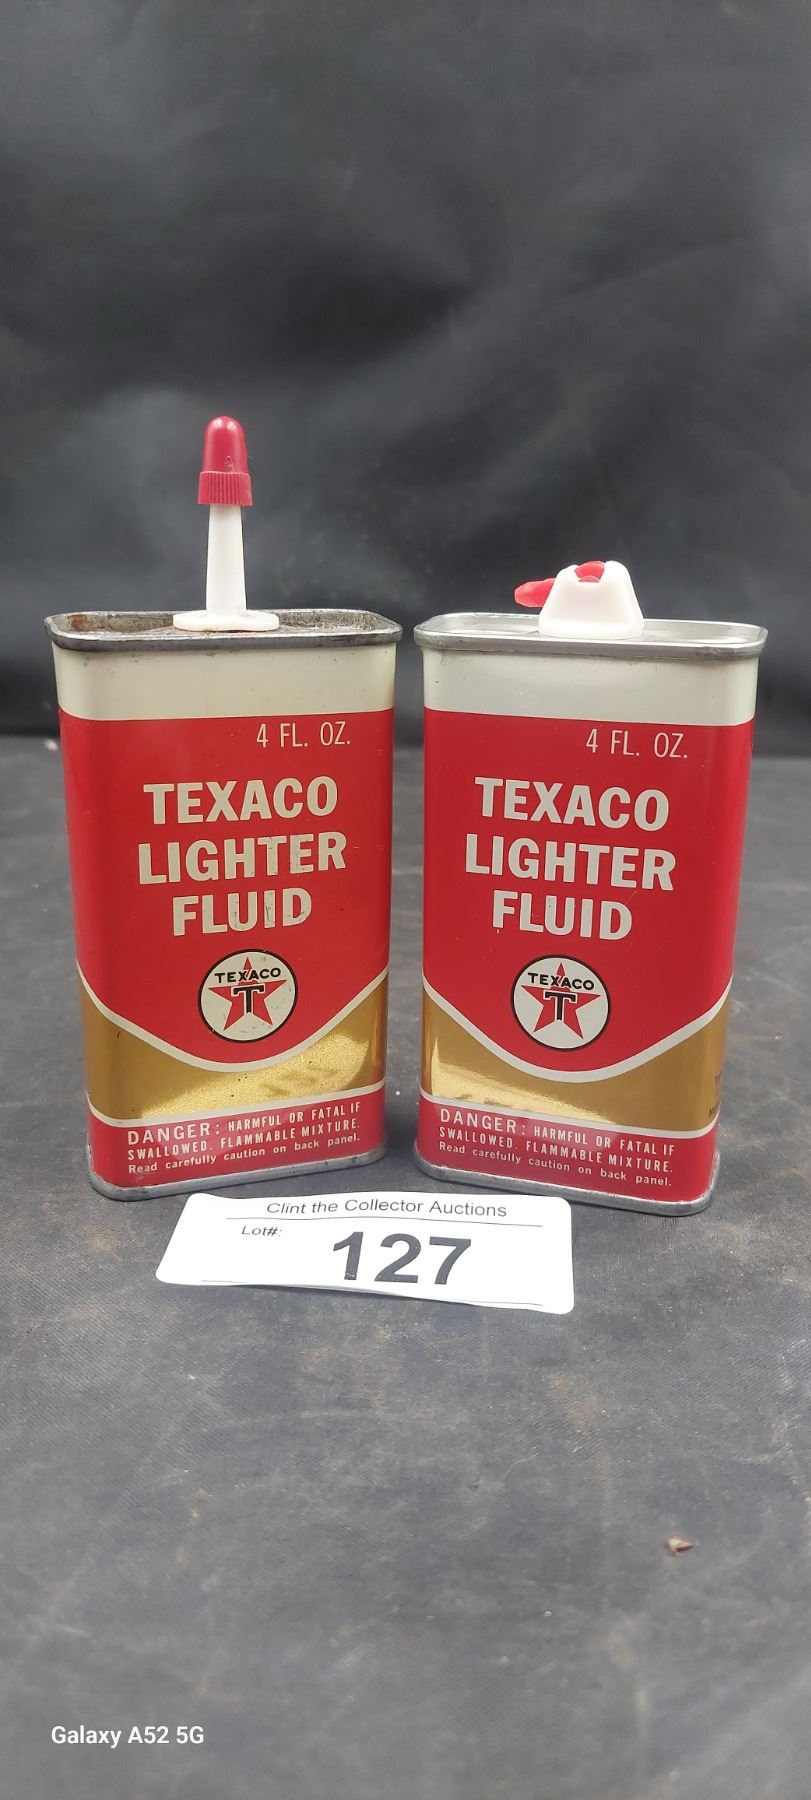 4 FL. OZ.
TEXACO
LIGHTER
FLUID
TEXACO
T
DANGER: HARMFUL OR FATAL IF
SWALLOWED. FLAMMABLE MIXTURE.
Read carefully caution on back panel.
4 FL. OZ.
TEXACO
LIGHTER
FLUID
TEXACO
T
DANGER: HARMFUL OR FATAL IF
SWALLOWED. FLAMMABLE MIXTURE.
Read carefully caution on back panel.
Clint the Collector Auctions
Lot#: 127
Galaxy A52 5G